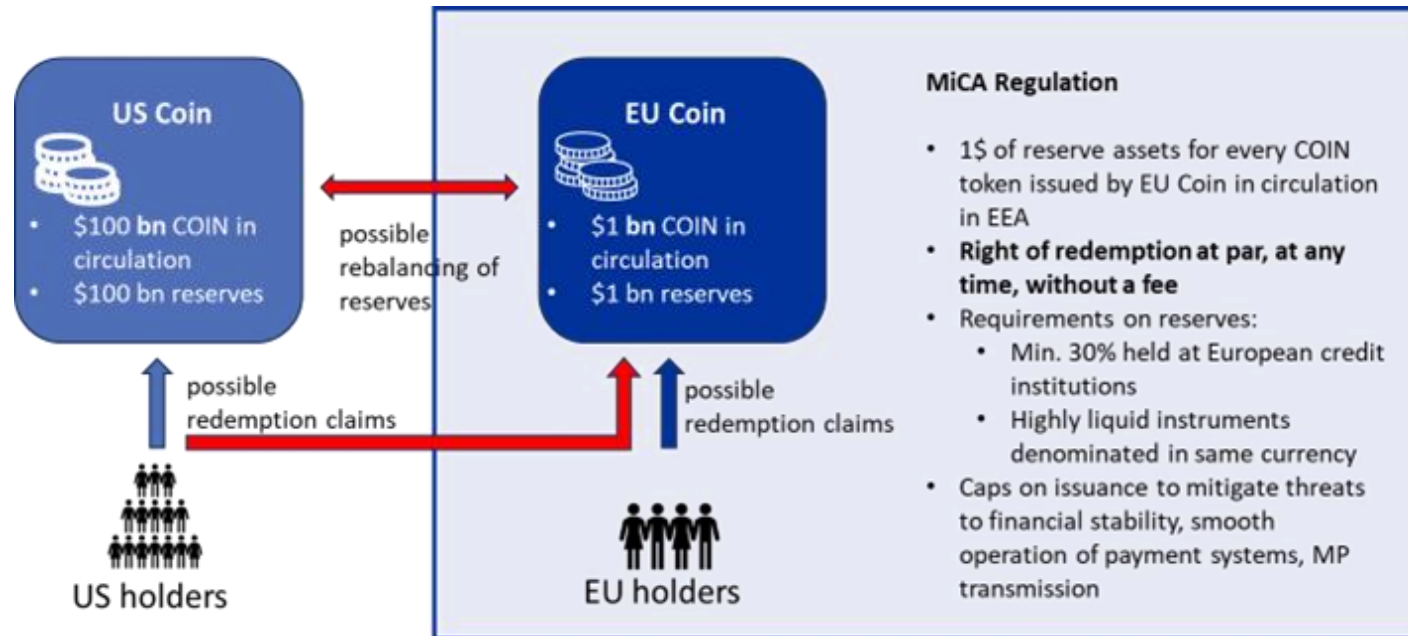 US Coin
• $100 bn COIN in
circulation
• $100 bn reserves
possible
rebalancing of
reserves
EU Coin
• $1 bn COIN in
circulation
• $1 bn reserves
possible
redemption claims
possible
redemption claims
US holders
EU holders
MiCA Regulation
• 1$ of reserve assets for every COIN
token issued by EU Coin in circulation
in EEA
• Right of redemption at par, at any
time, without a fee
• Requirements on reserves:
• Min. 30% held at European credit
institutions
• Highly liquid instruments
denominated in same currency
• Caps on issuance to mitigate threats
to financial stability, smooth
operation of payment systems, MP
transmission